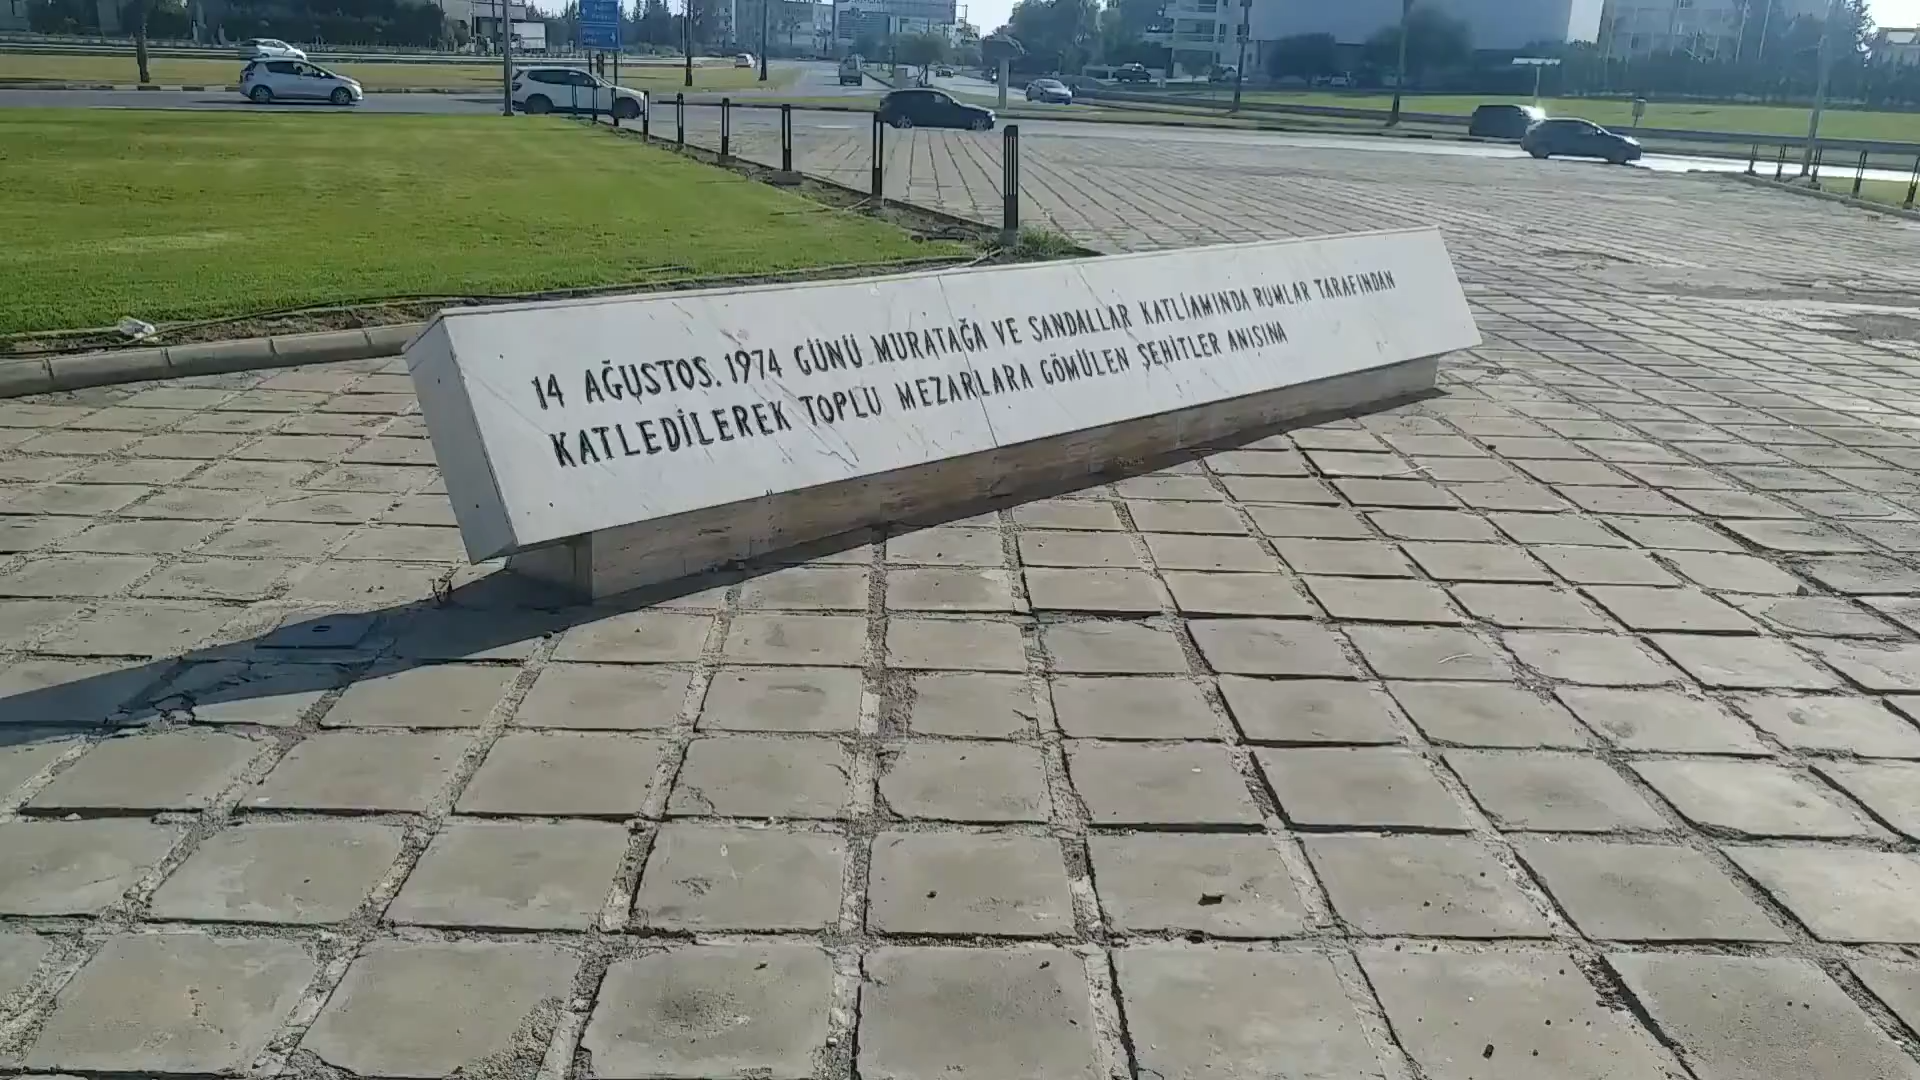 14 AĞUSTOS. 1974 GÜNÜ MURATAĞA VE SANDALLAR KATLİAMINDA RUMLAR TARAFINDAN
KATLEDİLEREK TOPLU MEZARLARA GÖMÜLEN ŞEHİTLER ANISINA